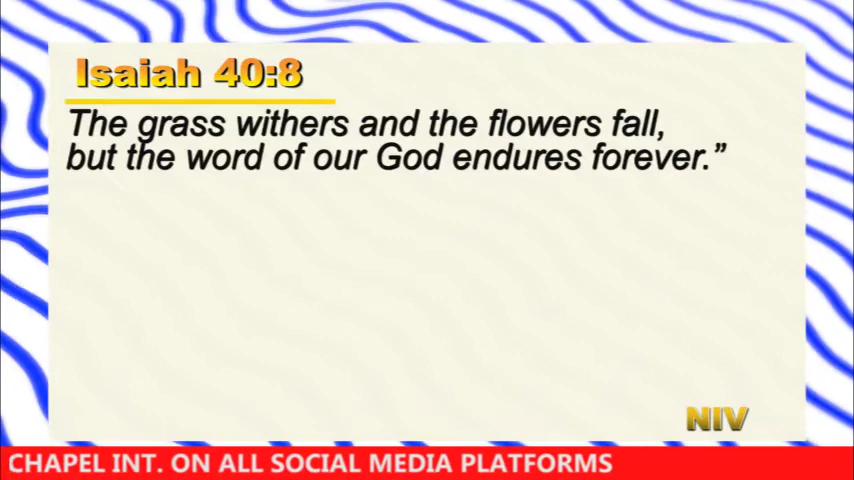 Isaiah 40:8
The grass withers and the flowers fall,
but the word of our God endures forever.”
NIV
CHAPEL INT. ON ALL SOCIAL MEDIA PLATFORMS